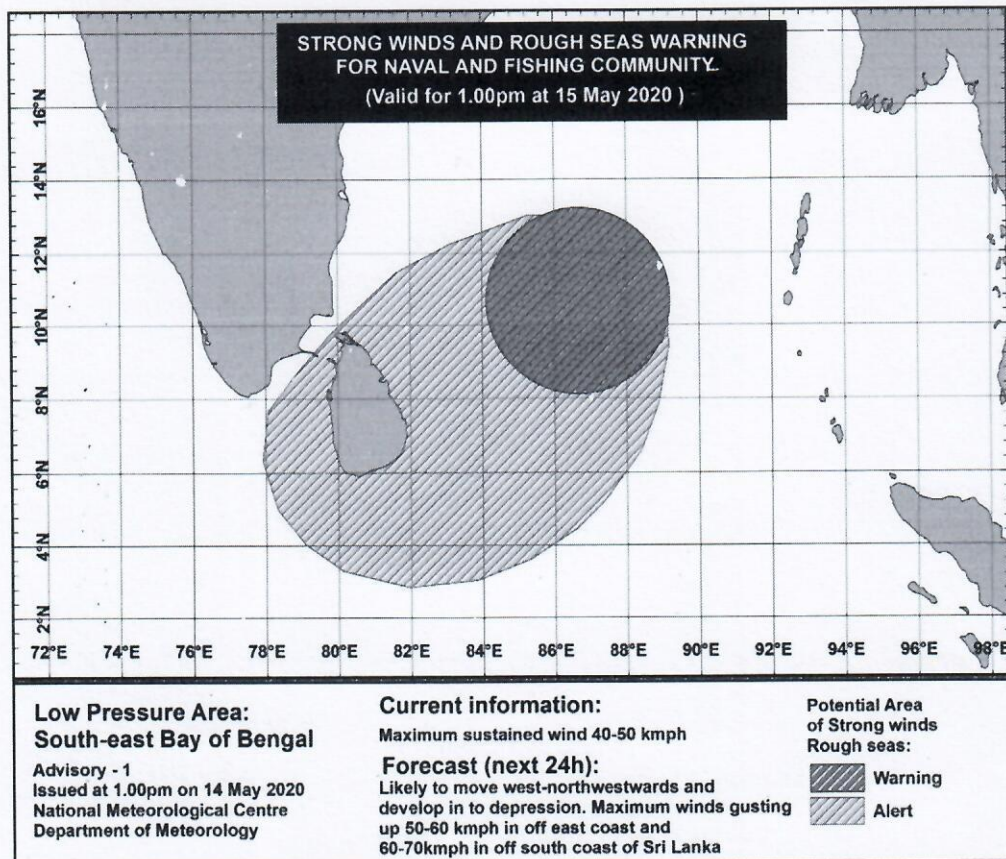 STRONG WINDS AND ROUGH SEAS WARNING
FOR NAVAL AND FISHING COMMUNITY.
(Valid for 1.00pm at 15 May 2020 )
16°N
14°N
12°N
10°N
8°N
6°N
4°N
2°N
72°E 74°E 76°E 78°E 80°E 82°E 84°E 86°E 88°E 90°E 92°E 94°E 96°E 98°E
Low Pressure Area:
South-east Bay of Bengal
Advisory - 1
Issued at 1.00pm on 14 May 2020
National Meteorological Centre
Department of Meteorology
Current information:
Maximum sustained wind 40-50 kmph
Forecast (next 24h):
Likely to move west-northwestwards and
develop in to depression. Maximum winds gusting
up 50-60 kmph in off east coast and
60-70kmph in off south coast of Sri Lanka
Potential Area
of Strong winds
Rough seas:
Warning
Alert